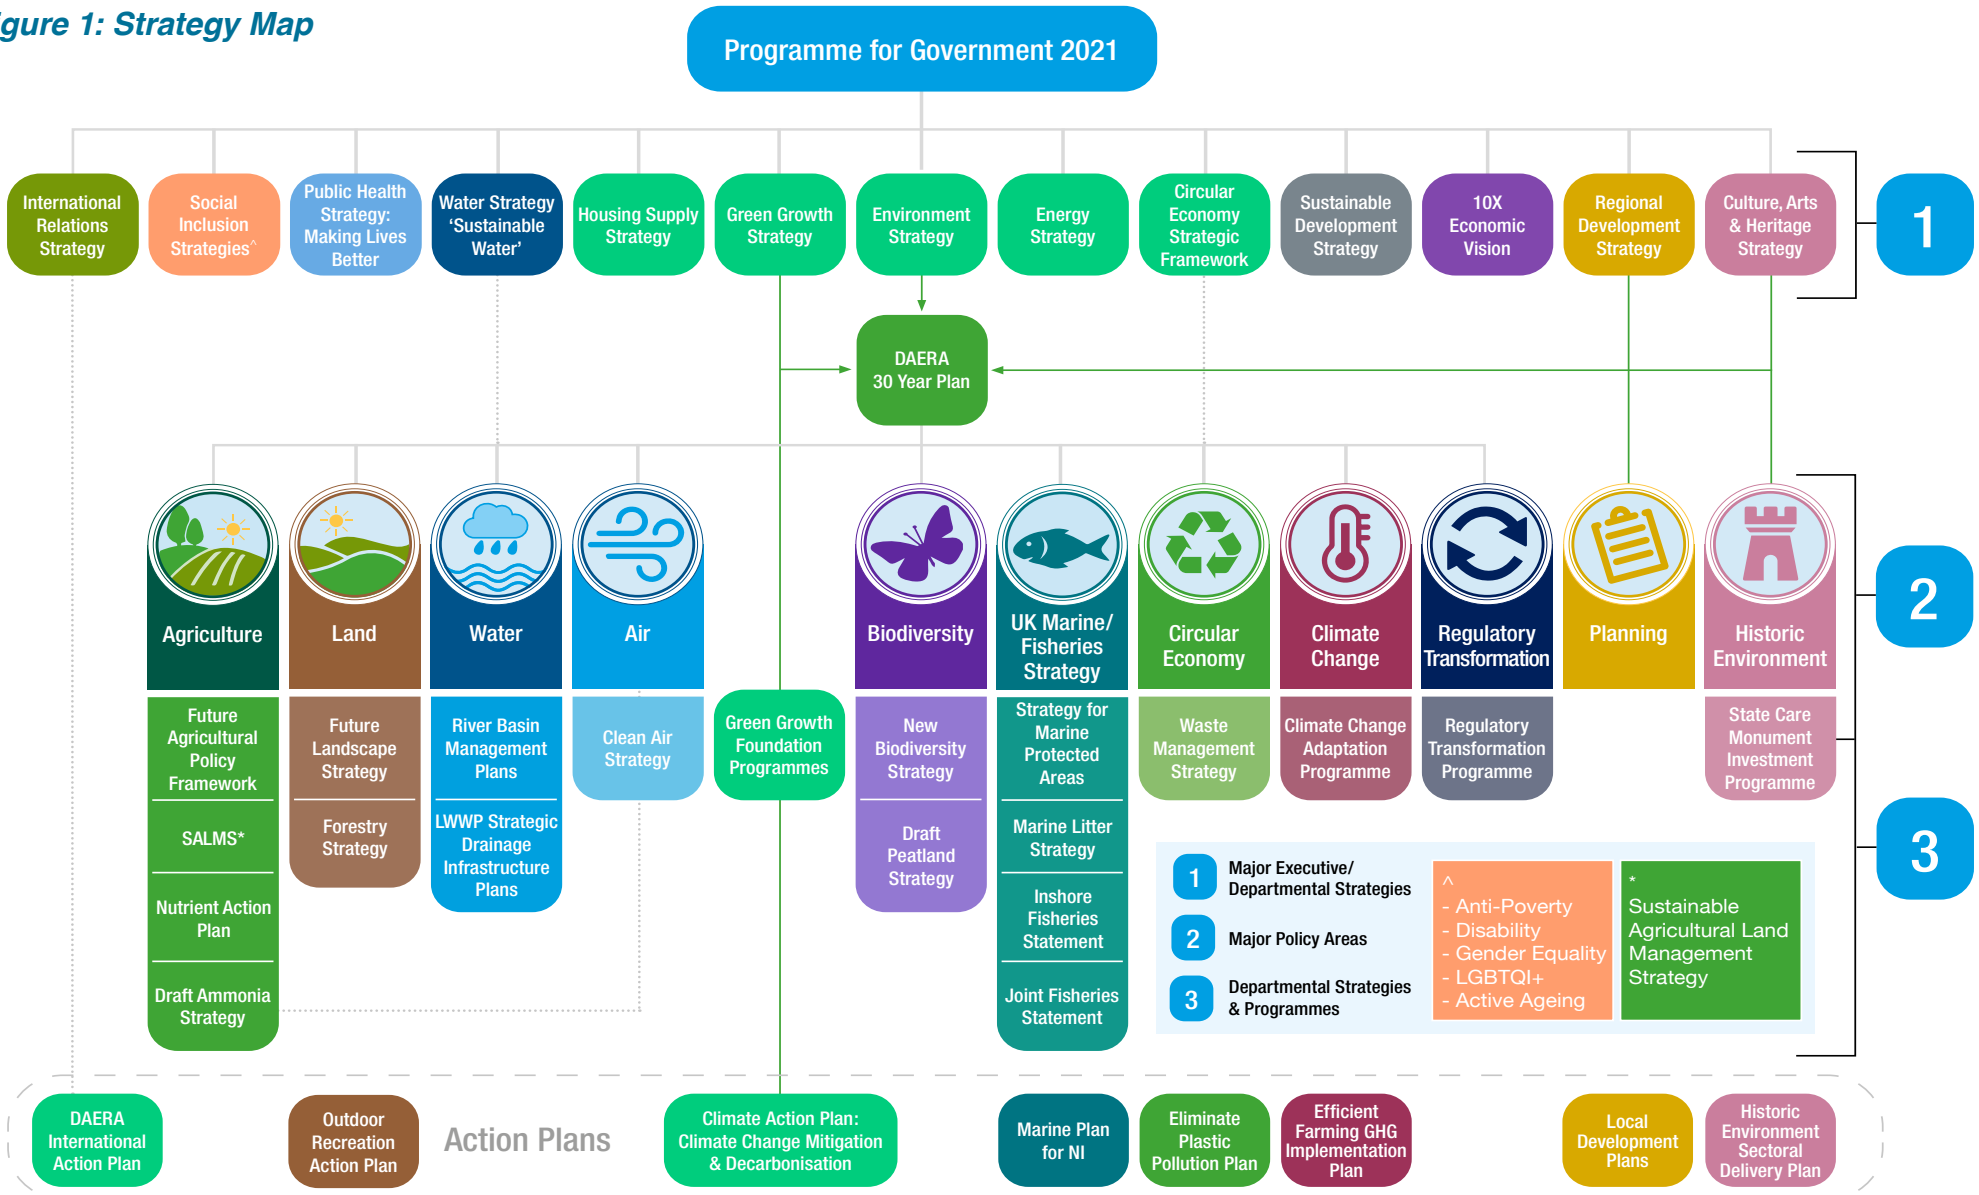 igure 1: Strategy Map
Programme for Government 2021
International
Relations
Strategy
Social
Inclusion
Strategies^
Public Health
Strategy:
Making Lives
Better
Water Strategy
‘Sustainable
Water’
Housing Supply
Strategy
Green Growth
Strategy
Environment
Strategy
Energy
Strategy
Circular
Economy
Strategic
Framework
Sustainable
Development
Strategy
10X
Economic
Vision
Regional
Development
Strategy
Culture, Arts
& Heritage
Strategy
1
DAERA
30 Year Plan
Agriculture
Land
Water
Air
Biodiversity
UK Marine/
Fisheries
Strategy
Circular
Economy
Climate
Change
Regulatory
Transformation
Planning
Historic
Environment
2
Future
Agricultural
Policy
Framework
SALMS*
Nutrient Action
Plan
Draft Ammonia
Strategy
Future
Landscape
Strategy
Forestry
Strategy
River Basin
Management
Plans
LWWP Strategic
Drainage
Infrastructure
Plans
Clean Air
Strategy
Green Growth
Foundation
Programmes
New
Biodiversity
Strategy
Draft
Peatland
Strategy
Strategy for
Marine
Protected
Areas
Marine Litter
Strategy
Inshore
Fisheries
Statement
Joint Fisheries
Statement
Waste
Management
Strategy
Climate Change
Adaptation
Programme
Regulatory
Transformation
Programme
State Care
Monument
Investment
Programme
3
1
Major Executive/
Departmental Strategies
2
Major Policy Areas
3
Departmental Strategies
& Programmes
^
- Anti-Poverty
- Disability
- Gender Equality
- LGBTQI+
- Active Ageing
*
Sustainable
Agricultural Land
Management
Strategy
DAERA
International
Action Plan
Outdoor
Recreation
Action Plan
Action Plans
Climate Action Plan:
Climate Change Mitigation
& Decarbonisation
Marine Plan
for NI
Eliminate
Plastic
Pollution Plan
Efficient
Farming GHG
Implementation
Plan
Local
Development
Plans
Historic
Environment
Sectoral
Delivery Plan